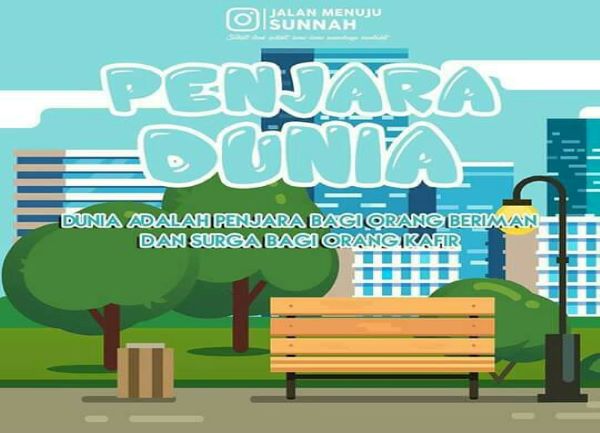 JALAN MENUJU
SUNNAH
PENJARA
DUNIA
DUNIA ADALAH PENJARA BAGI ORANG BERIMAN
DAN SURGA BAGI ORANG KAFIR